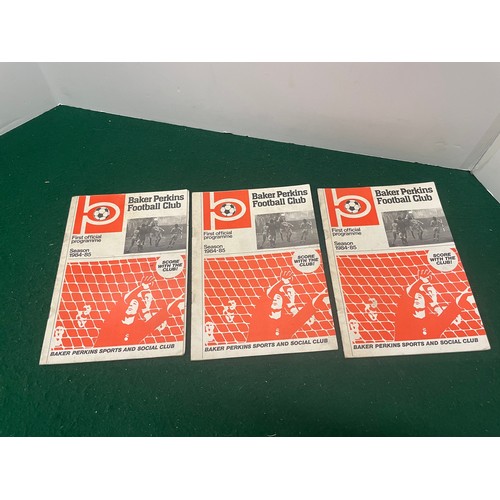 Baker Perkins
Football Club
First official
programme
Season
1984-85
SCORE
WITH THE
CLUB!
BAKER PERKINS SPORTS AND SOCIAL CLUB
Baker Perkins
Football Club
First official
programme
Season
1984-85
SCORE
WITH THE
CLUB!
BAKER PERKINS SPORTS AND SOCIAL CLUB
Baker Perkins
Football Club
First official
programme
Season
1984-85
SCORE
WITH THE
CLUB!
BAKER PERKINS SPORTS AND SOCIAL CLUB